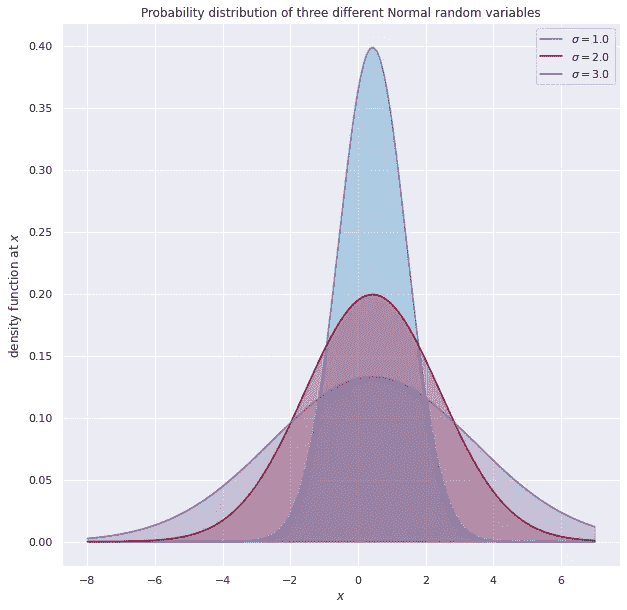 Probability distribution of three different Normal random variables
σ = 1.0
σ = 2.0
σ = 3.0
0.40
0.35
0.30
0.25
0.20
0.15
0.10
0.05
0.00
density function at x
−8 −6 −4 −2 0 2 4 6
x